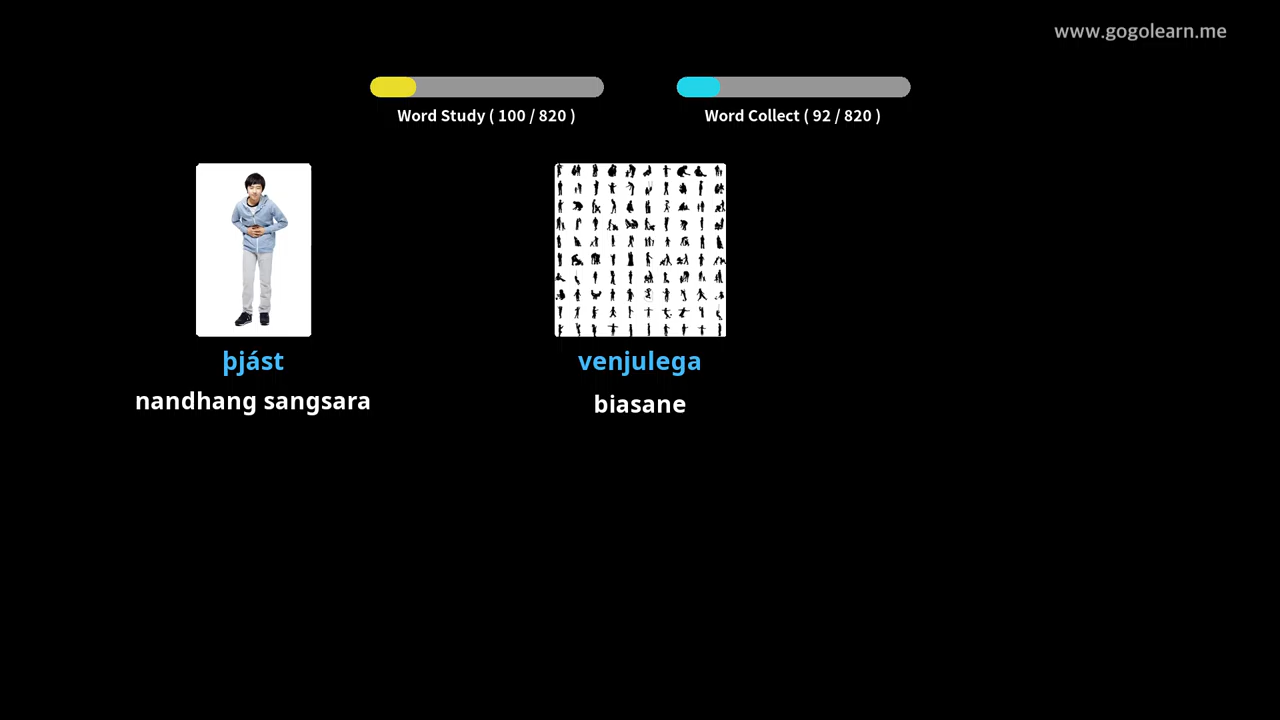 www.gogolearn.me
Word Study ( 100 / 820 )
Word Collect ( 92 / 820 )
þjást
nandhang sangsara
venjulega
biasane